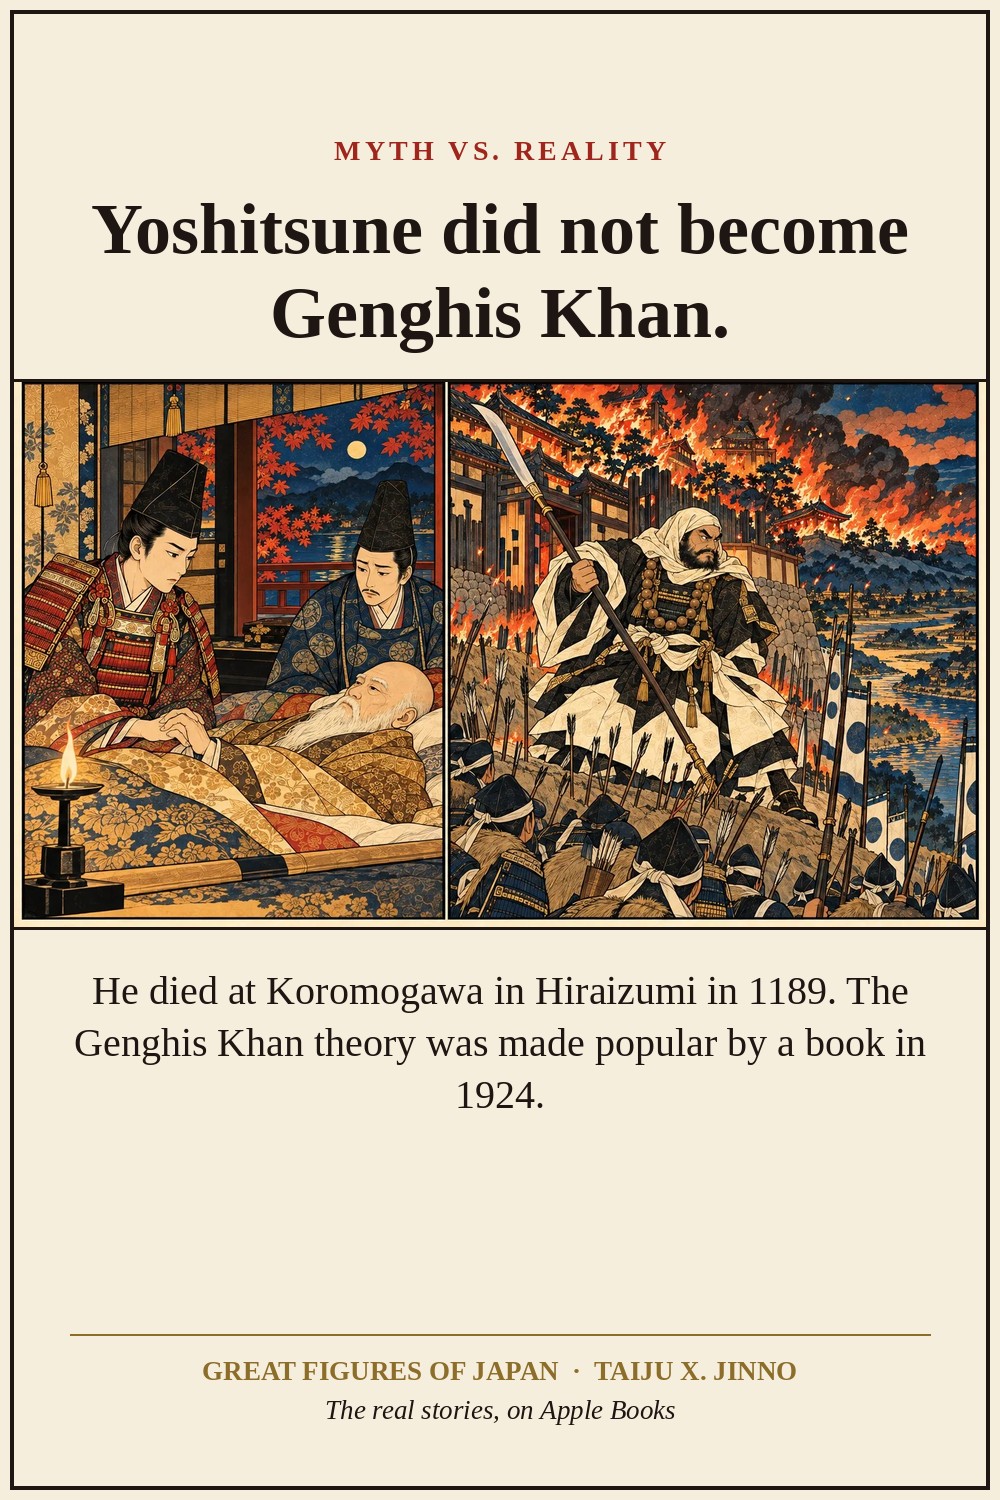 MYTH VS. REALITY
Yoshitsune did not become
Genghis Khan.
He died at Koromogawa in Hiraizumi in 1189. The
Genghis Khan theory was made popular by a book in
1924.
GREAT FIGURES OF JAPAN · TAIJU X. JINNO
The real stories, on Apple Books